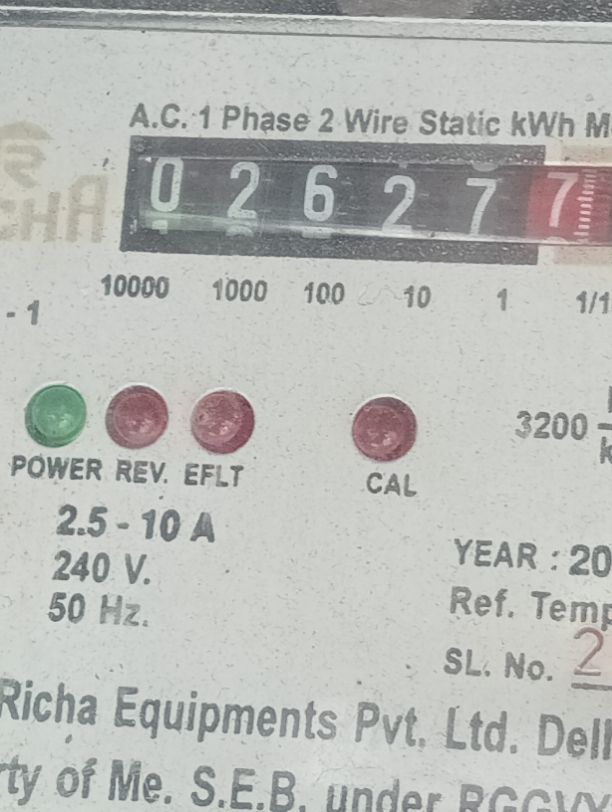 A.C. 1 Phase 2 Wire Static kWh M
0 2 6 2 7 7
10000 1000 100 10 1 1/1
- 1
3200
POWER REV. EFLT CAL
2.5 - 10 A
240 V.
50 Hz.
YEAR : 20
Ref. Temp
SL. No. 2
Richa Equipments Pvt. Ltd. Delh
rty of Me. S.E.B. under RGGVY